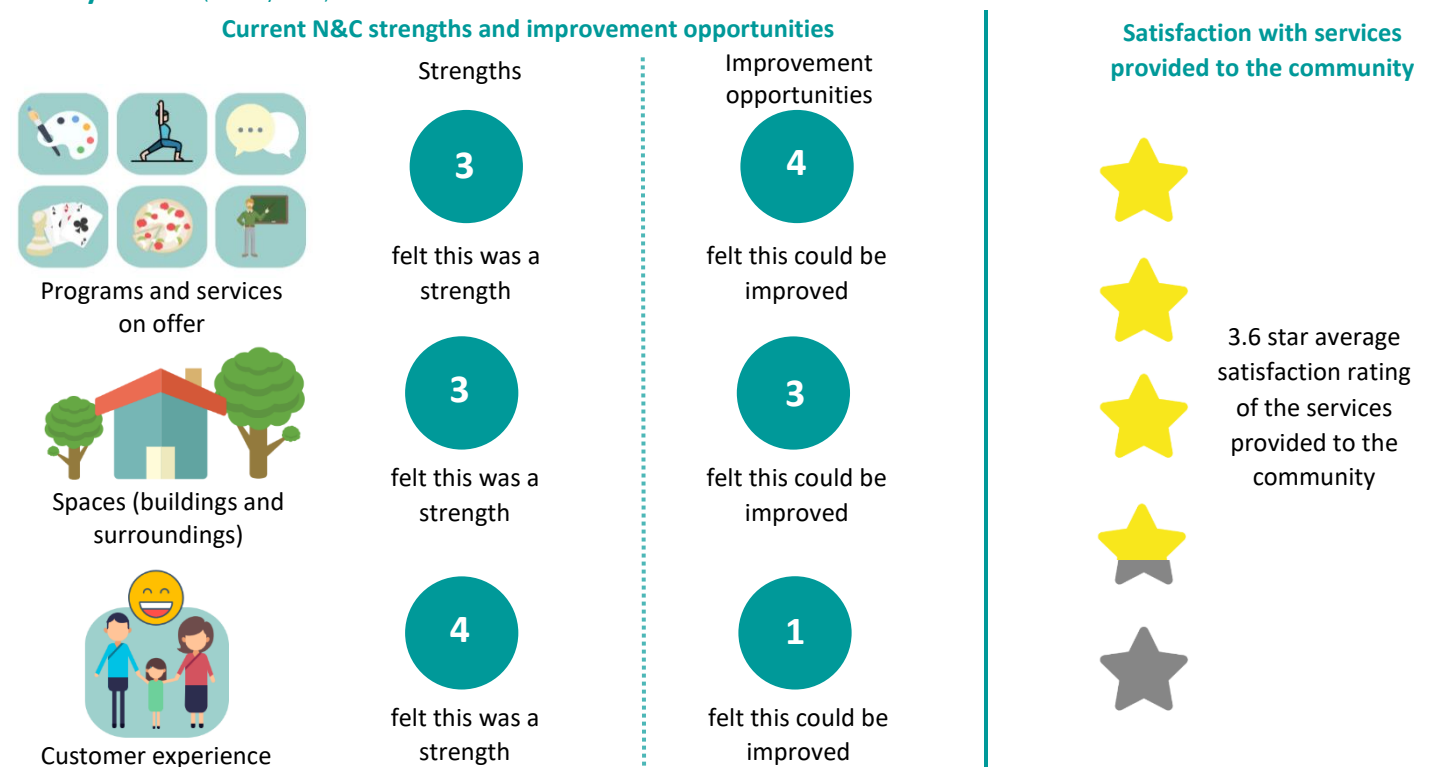 Current N&C strengths and improvement opportunities
Strengths
Improvement
opportunities
3
felt this was a
strength
4
felt this could be
improved
Programs and services
on offer
3
felt this was a
strength
3
felt this could be
improved
Spaces (buildings and
surroundings)
4
felt this was a
strength
1
felt this could be
improved
Customer experience
Satisfaction with services
provided to the community
3.6 star average
satisfaction rating
of the services
provided to the
community